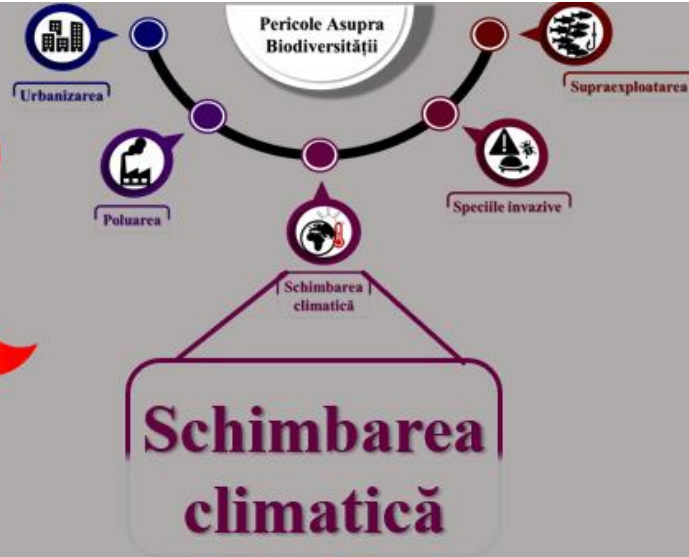 Pericole Asupra
Biodiversității
Urbanizarea
Supraexploatarea
Poluarea
Speciile invazive
Schimbarea
climatică
Schimbarea
climatică